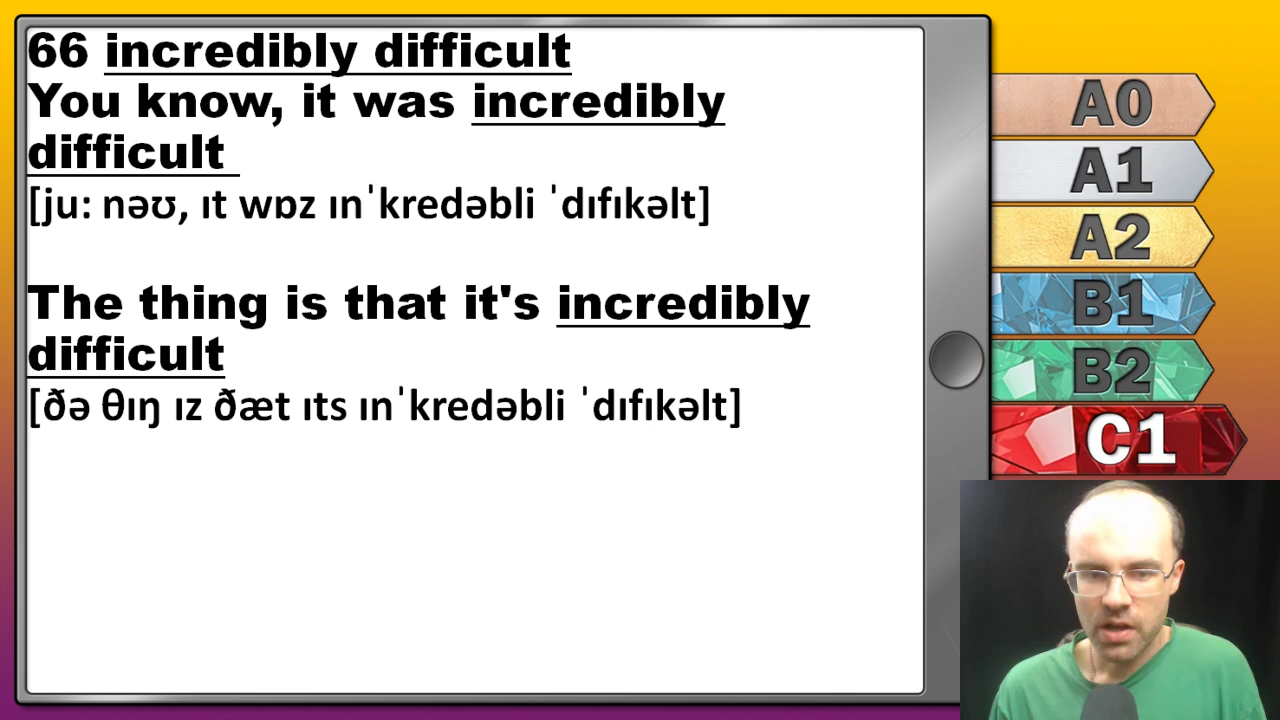 66 incredibly difficult
You know, it was incredibly
difficult
[juː nəʊ, ɪt wɒz ɪnˈkredəbli ˈdɪfɪkəlt]
The thing is that it's incredibly
difficult
[ðə θɪŋ ɪz ðæt ɪts ɪnˈkredəbli ˈdɪfɪkəlt]
A0
A1
A2
B1
B2
C1